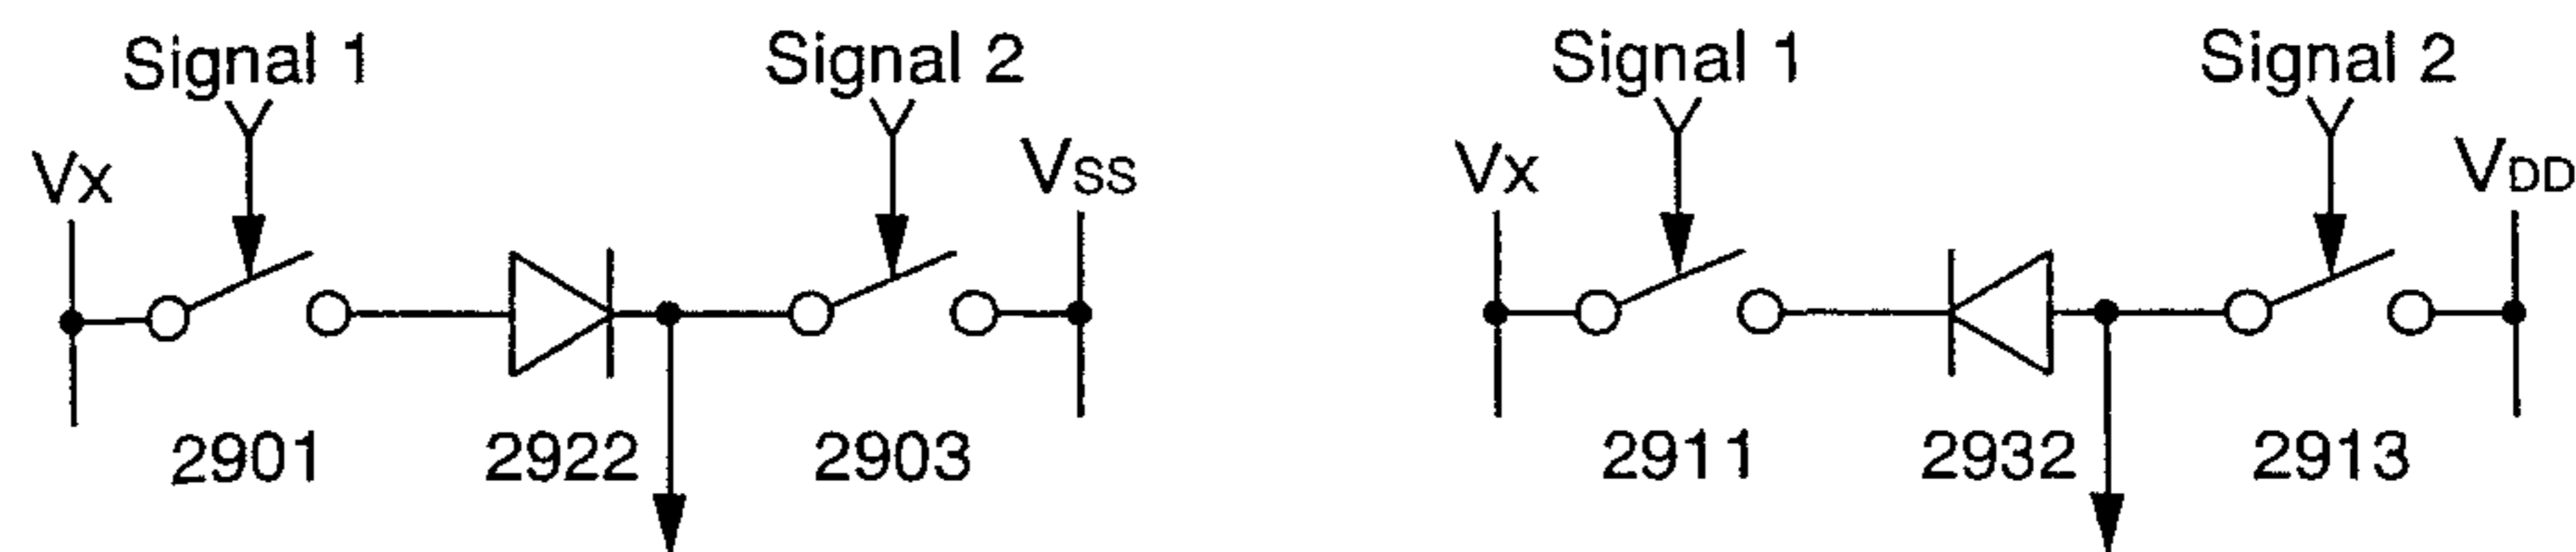 Signal 1 Signal 2 Signal 1 Signal 2
Vx VSS Vx VDD
2901 2922 2903 2911 2932 2913